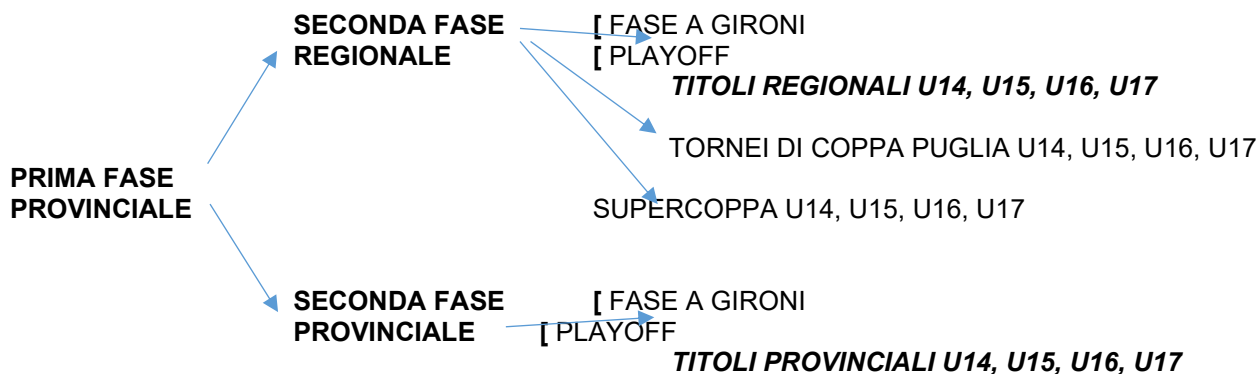 SECONDA FASE [ FASE A GIRONI
REGIONALE [ PLAYOFF
TITOLI REGIONALI U14, U15, U16, U17
TORNEI DI COPPA PUGLIA U14, U15, U16, U17
PRIMA FASE
PROVINCIALE SUPERCOPPA U14, U15, U16, U17
SECONDA FASE [ FASE A GIRONI
PROVINCIALE [ PLAYOFF
TITOLI PROVINCIALI U14, U15, U16, U17